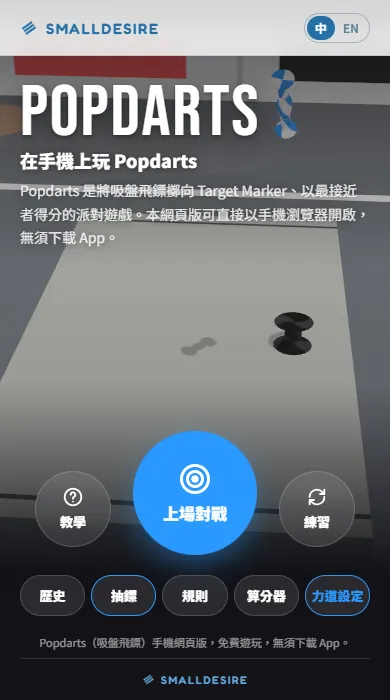 SMALLDESIRE
中 EN
POPDARTS
在手機上玩 Popdarts
Popdarts 是將吸盤飛鏢擲向 Target Marker、以最接近
者得分的派對遊戲。本網頁版可直接以手機瀏覽器開啟，
無須下載 App。
上場對戰
教學
練習
歷史 抽鏢 規則 算分器 力道設定
Popdarts（吸盤飛鏢）手機網頁版，免費遊玩，無須下載 App。
SMALLDESIRE